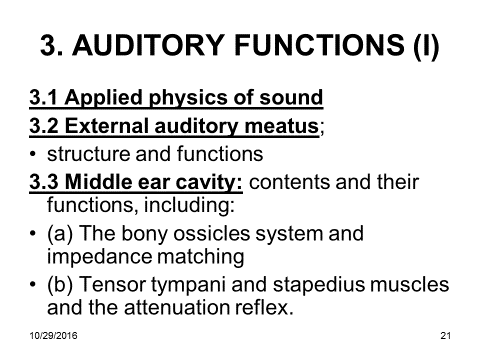 3. AUDITORY FUNCTIONS (I)
3.1 Applied physics of sound
3.2 External auditory meatus;
• structure and functions
3.3 Middle ear cavity: contents and their
functions, including:
• (a) The bony ossicles system and
impedance matching
• (b) Tensor tympani and stapedius muscles
and the attenuation reflex.
10/29/2016 21